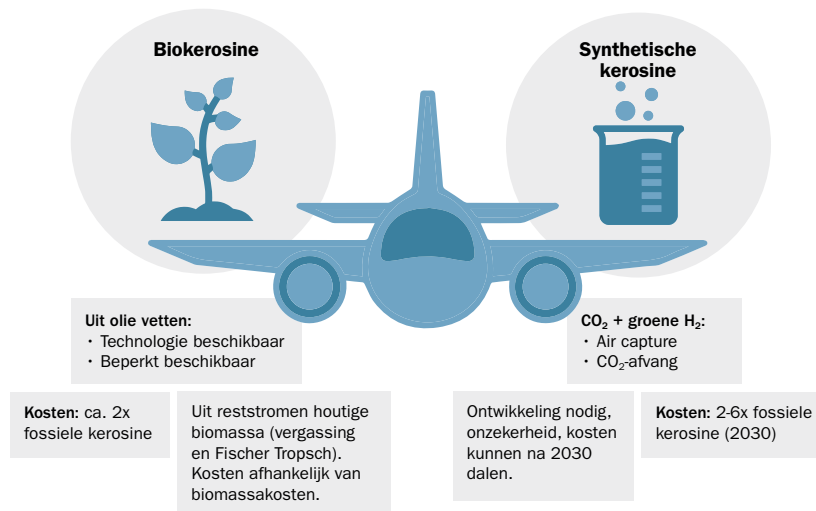 Biokerosine
Synthetische
kerosine
Uit olie vetten:
· Technologie beschikbaar
· Beperkt beschikbaar
CO₂ + groene H₂:
· Air capture
· CO₂-afvang
Kosten: ca. 2x
fossiele kerosine
Uit reststromen houtige
biomassa (vergassing
en Fischer Tropsch).
Kosten afhankelijk van
biomassakosten.
Ontwikkeling nodig,
onzekerheid, kosten
kunnen na 2030
dalen.
Kosten: 2-6x fossiele
kerosine (2030)